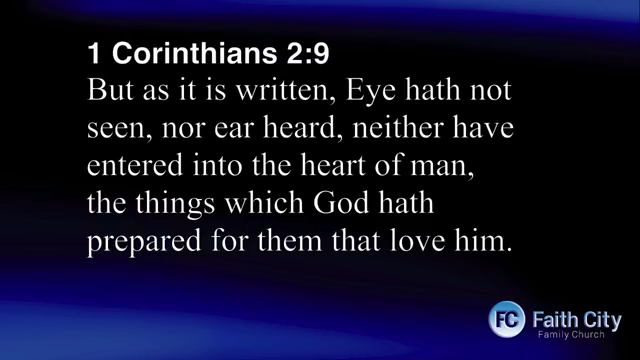 1 Corinthians 2:9
But as it is written, Eye hath not
seen, nor ear heard, neither have
entered into the heart of man,
the things which God hath
prepared for them that love him.
FC Faith City
Family Church